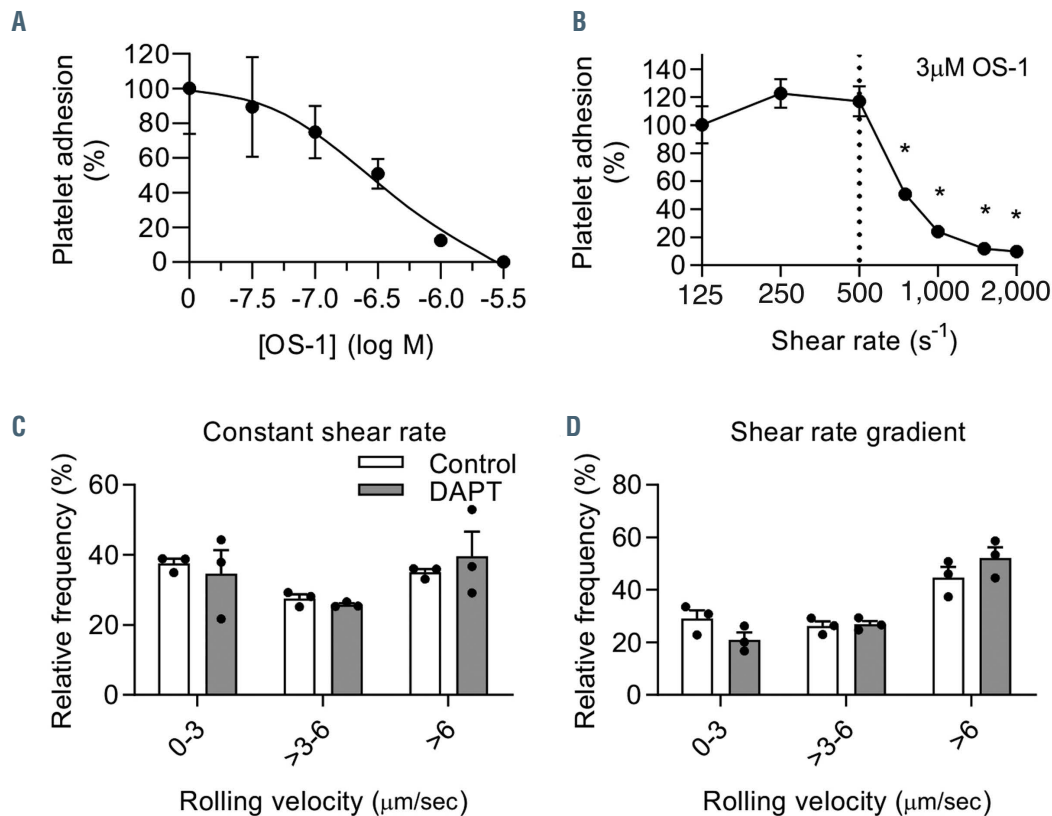 A
120
100
80
60
40
20
0
Platelet adhesion
(%)
0 -7.5 -7.0 -6.5 -6.0 -5.5
[OS-1] (log M)
B
3μM OS-1
140
120
100
80
60
40
20
0
Platelet adhesion
(%)
* * * *
125 250 500 1,000 2,000
Shear rate (s⁻¹)
C
Constant shear rate
Control
DAPT
60
40
20
0
Relative frequency (%)
0-3 >3-6 >6
Rolling velocity (μm/sec)
D
Shear rate gradient
80
60
40
20
0
Relative frequency (%)
0-3 >3-6 >6
Rolling velocity (μm/sec)